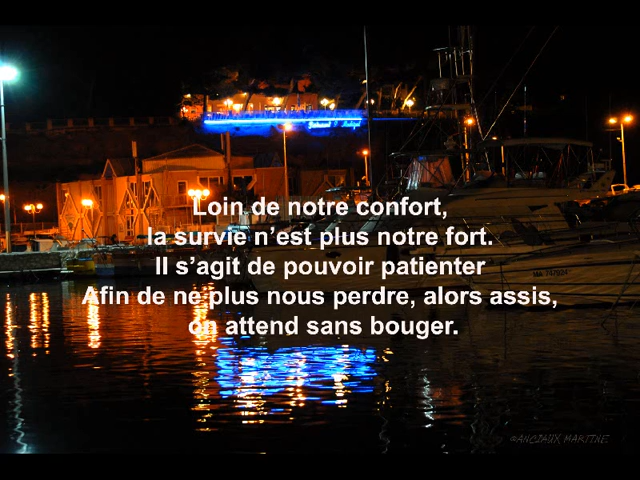 Loin de notre confort,
la survie n’est plus notre fort.
Il s’agit de pouvoir patienter
Afin de ne plus nous perdre, alors assis,
on attend sans bouger.
©ANCIAUX MARTINE